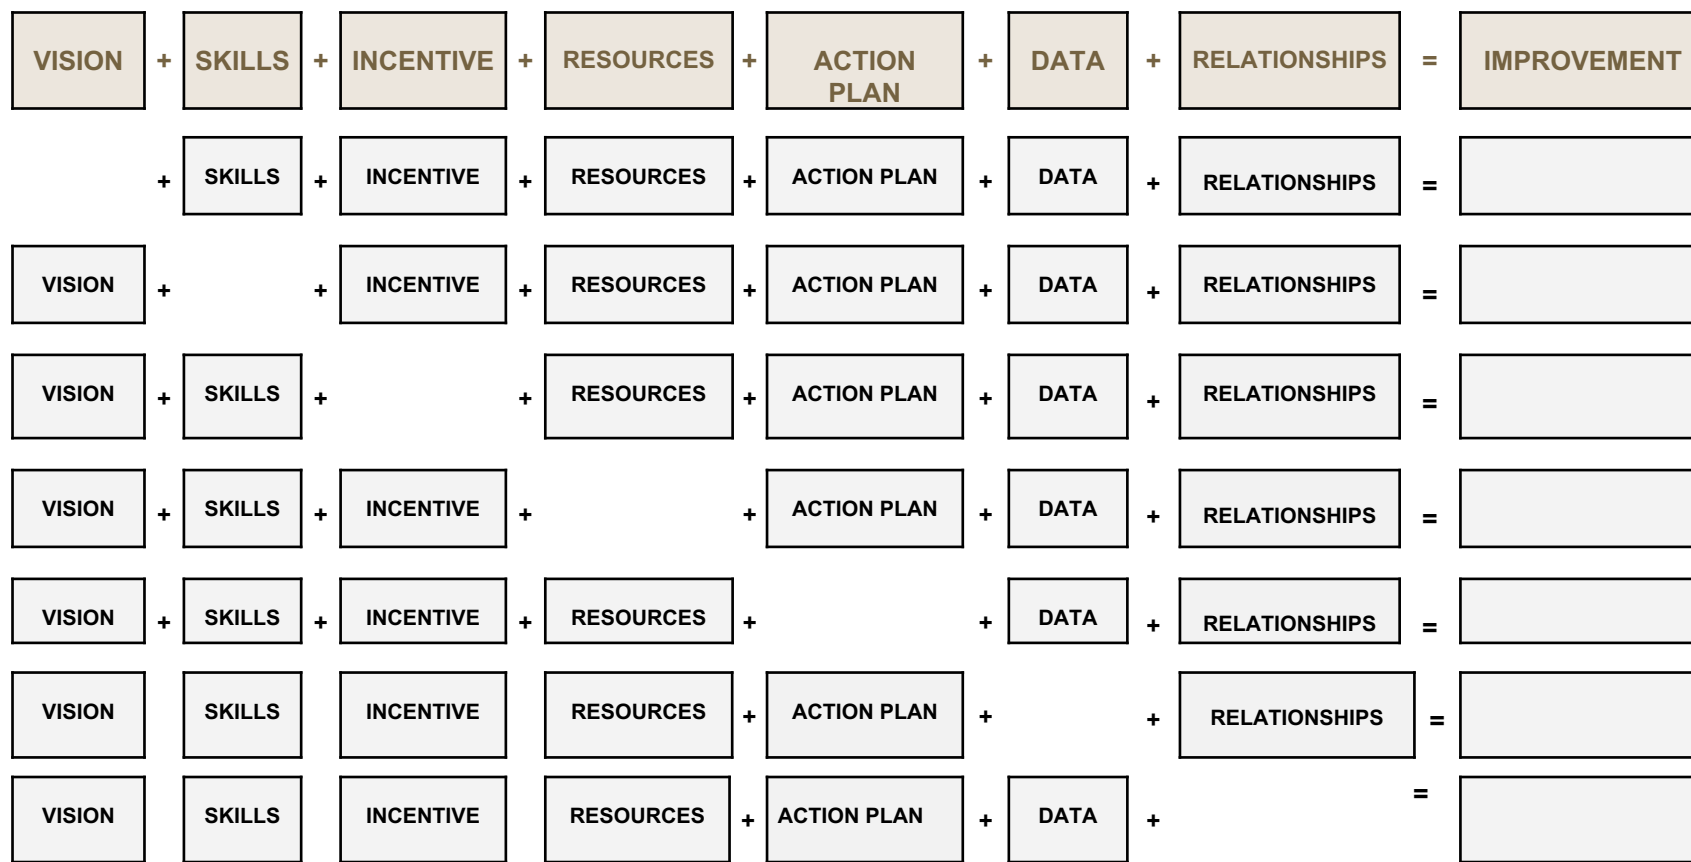 VISION + SKILLS + INCENTIVE + RESOURCES + ACTION PLAN + DATA + RELATIONSHIPS = IMPROVEMENT
+ SKILLS + INCENTIVE + RESOURCES + ACTION PLAN + DATA + RELATIONSHIPS =
VISION + + INCENTIVE + RESOURCES + ACTION PLAN + DATA + RELATIONSHIPS =
VISION + SKILLS + + RESOURCES + ACTION PLAN + DATA + RELATIONSHIPS =
VISION + SKILLS + INCENTIVE + + ACTION PLAN + DATA + RELATIONSHIPS =
VISION + SKILLS + INCENTIVE + RESOURCES + + DATA + RELATIONSHIPS =
VISION SKILLS INCENTIVE RESOURCES + ACTION PLAN + + RELATIONSHIPS =
VISION SKILLS INCENTIVE RESOURCES + ACTION PLAN + DATA + =